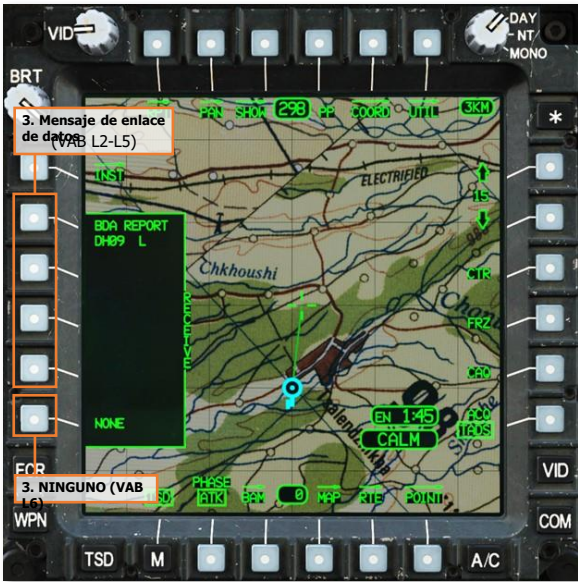 VID
DAY
NT
MONO
BRT
3. Mensaje de enlace
de datos
(VAB L2-L5)
PAN SHOW 298 PP COORD UTIL 3KM
*
INST
ELECTRIFIED
15
BDA REPORT
DH09 L
Chkhoushi
RECEIVE
CTR
FRZ
CAQ
NONE
EN 1:45
CALM
ACQ
TADS
FCR
3. NINGUNO (VAB
L6)
PHASE
TSD ATK BAM 0 MAP RTE POINT
VID
WPN
COM
TSD M A/C